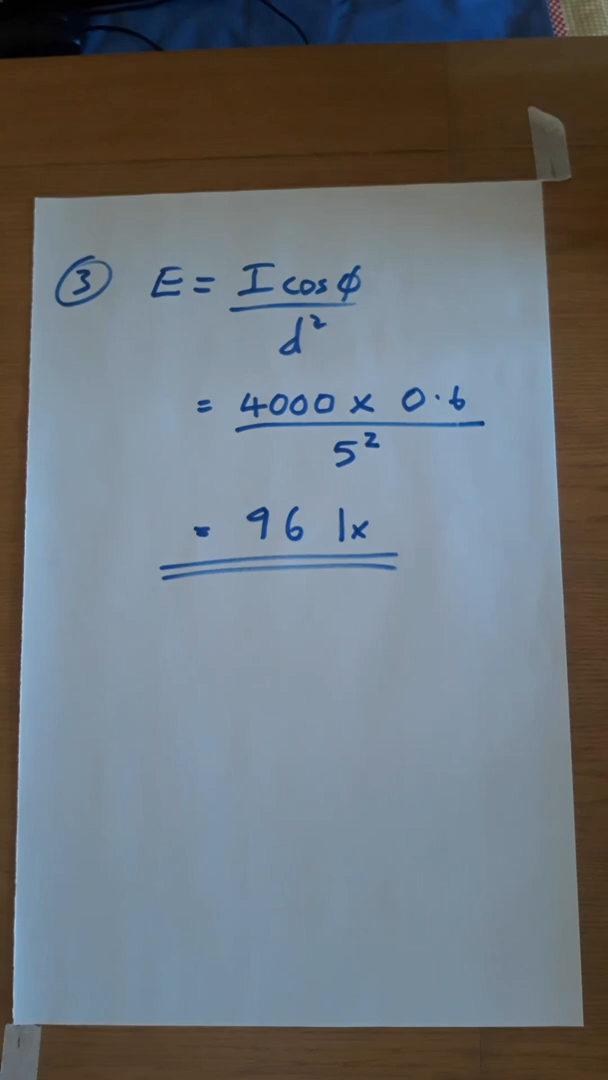 ③ E = I cos φ / d²
= 4000 × 0.6 / 5²
= 96 lx